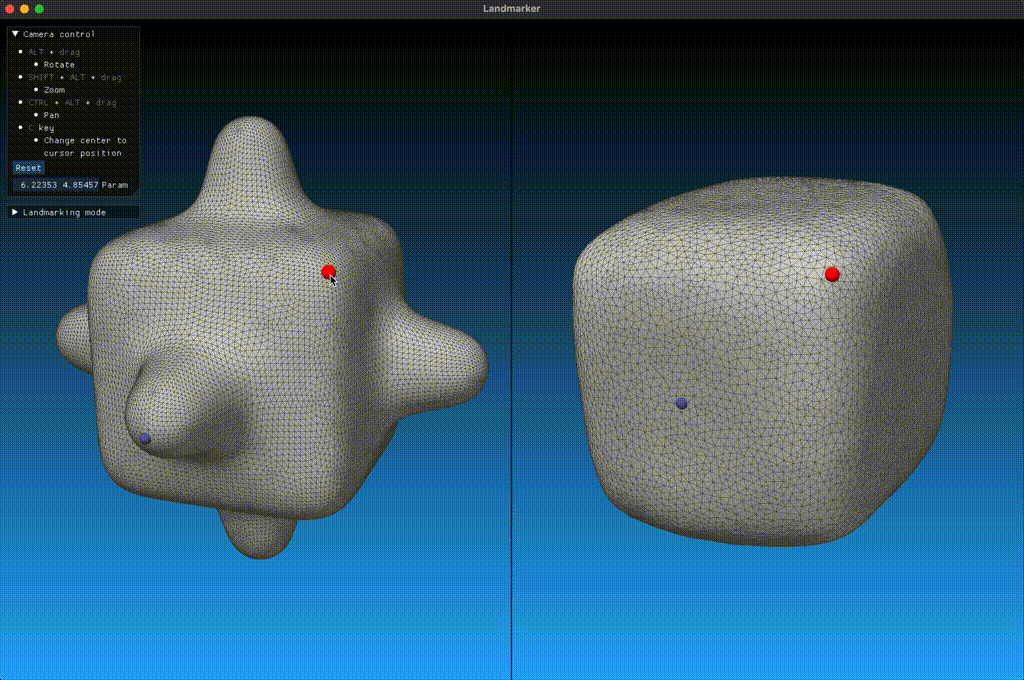 Landmarker
▼ Camera control
• ALT + drag
• Rotate
• SHIFT + ALT + drag
• Zoom
• CTRL + ALT + drag
• Pan
• C key
• Change center to
cursor position
Reset
6.22353 4.85457 Param
▶ Landmarking mode